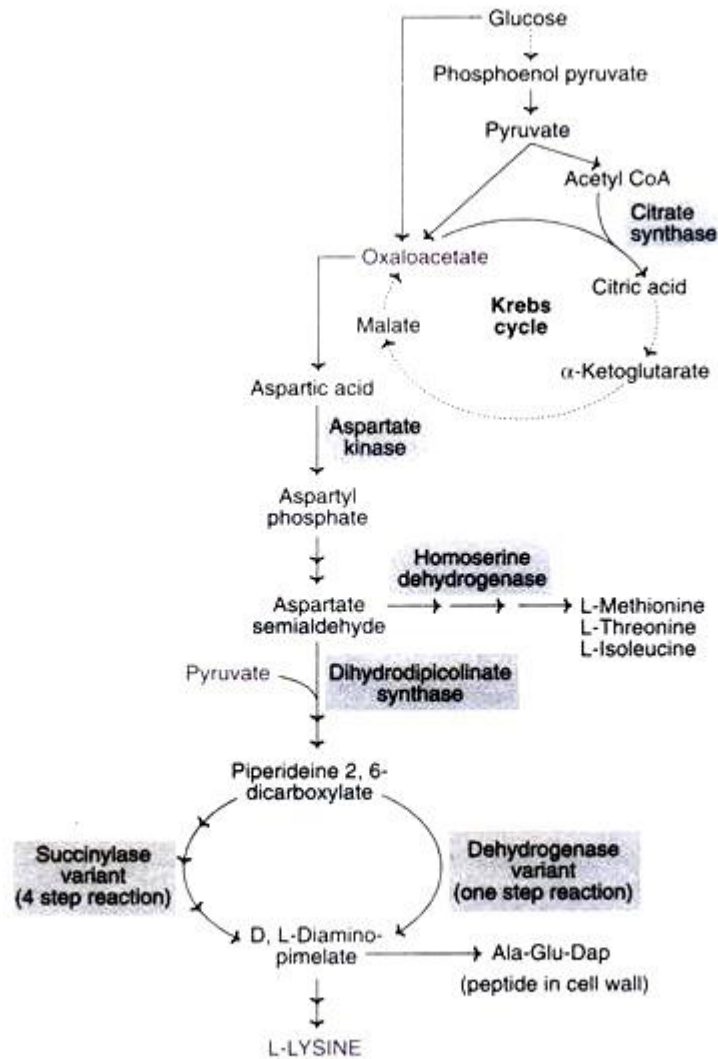 Glucose
Phosphoenol pyruvate
Pyruvate
Acetyl CoA
Citrate
synthase
Oxaloacetate
Citric acid
Krebs
cycle
Malate
α-Ketoglutarate
Aspartic acid
Aspartate
kinase
Aspartyl
phosphate
Homoserine
dehydrogenase
Aspartate
semialdehyde
L-Methionine
L-Threonine
L-Isoleucine
Pyruvate
Dihydrodipicolinate
synthase
Piperideine 2, 6-
dicarboxylate
Succinylase
variant
(4 step reaction)
Dehydrogenase
variant
(one step reaction)
D, L-Diamino-
pimelate
Ala-Glu-Dap
(peptide in cell wall)
L-LYSINE